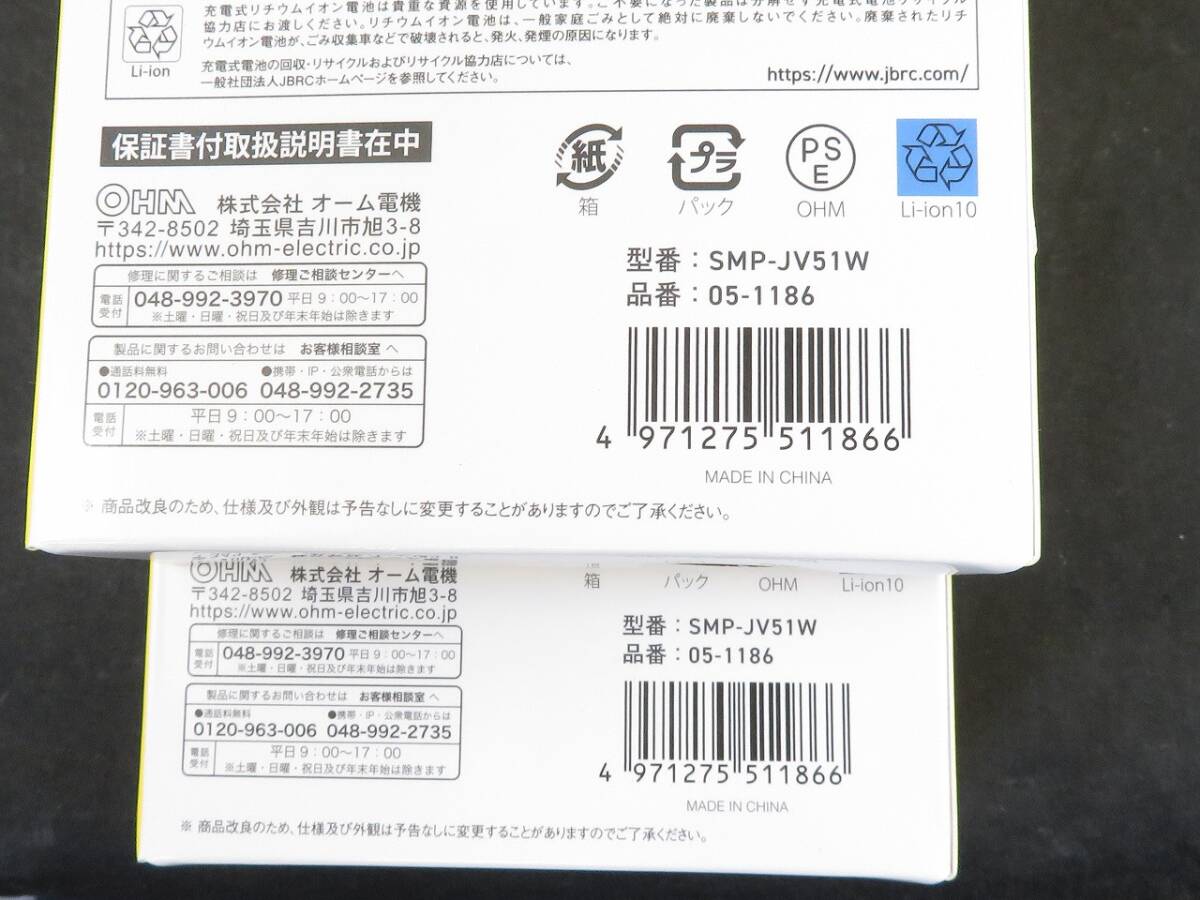 充電式リチウムイオン電池は貴重な資源を使用しています。ご不要になった製品は分解せず充電式電池リサイクル
協力店にお渡しください。リチウムイオン電池は、一般家庭ごみとして絶対に廃棄しないでください。廃棄されたリチ
ウムイオン電池が、ごみ収集車などで破壊されると、発火、発煙の原因になります。
Li-ion
充電式電池の回収・リサイクルおよびリサイクル協力店については、
一般社団法人JBRCホームページを参照してください。
https://www.jbrc.com/
保証書付取扱説明書在中
紙
箱
プラ
パック
PS
E
OHM
Li-ion10
OHM 株式会社 オーム電機
〒342-8502 埼玉県吉川市旭3-8
https://www.ohm-electric.co.jp
修理に関するご相談は 修理ご相談センターへ
電話
受付
048-992-3970 平日9:00〜17:00
※土曜・日曜・祝日及び年末年始は除きます
製品に関するお問い合わせは お客様相談室 へ
●通話料無料 ●携帯・IP・公衆電話からは
0120-963-006 048-992-2735
電話
受付
平日9:00〜17:00
※土曜・日曜・祝日及び年末年始は除きます
型番:SMP-JV51W
品番:05-1186
4 971275 511866
MADE IN CHINA
※ 商品改良のため、仕様及び外観は予告なしに変更することがありますのでご了承ください。
OHM 株式会社 オーム電機
〒342-8502 埼玉県吉川市旭3-8
https://www.ohm-electric.co.jp
箱
パック
OHM
Li-ion10
修理に関するご相談は 修理ご相談センターへ
電話
受付
048-992-3970 平日9:00〜17:00
※土曜・日曜・祝日及び年末年始は除きます
製品に関するお問い合わせは お客様相談室 へ
●通話料無料 ●携帯・IP・公衆電話からは
0120-963-006 048-992-2735
電話
受付
平日9:00〜17:00
※土曜・日曜・祝日及び年末年始は除きます
型番:SMP-JV51W
品番:05-1186
4 971275 511866
MADE IN CHINA
※ 商品改良のため、仕様及び外観は予告なしに変更することがありますのでご了承ください。